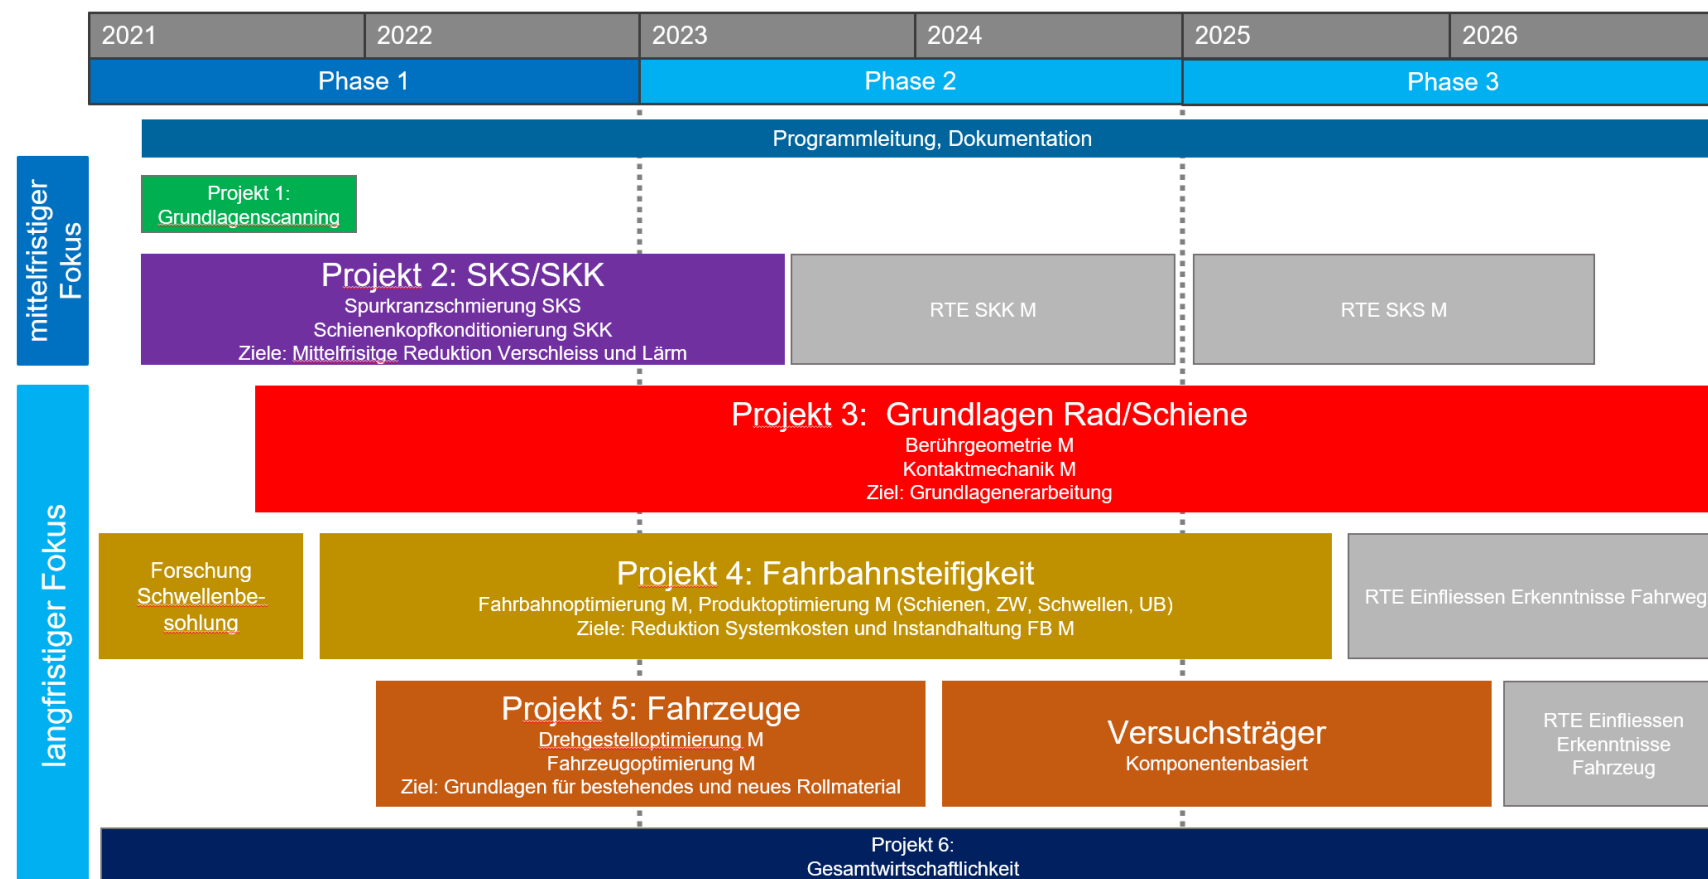 2021
2022
2023
2024
2025
2026
Phase 1
Phase 2
Phase 3
Programmleitung, Dokumentation
mittelfristiger
Fokus
Projekt 1:
Grundlagenscanning
Projekt 2: SKS/SKK
Spurkranzschmierung SKS
Schienenkopfkonditionierung SKK
Ziele: Mittelfrisitge Reduktion Verschleiss und Lärm
RTE SKK M
RTE SKS M
langfristiger Fokus
Projekt 3: Grundlagen Rad/Schiene
Berührgeometrie M
Kontaktmechanik M
Ziel: Grundlagenerarbeitung
Forschung
Schwellenbe-
sohlung
Projekt 4: Fahrbahnsteifigkeit
Fahrbahnoptimierung M, Produktoptimierung M (Schienen, ZW, Schwellen, UB)
Ziele: Reduktion Systemkosten und Instandhaltung FB M
RTE Einfliessen Erkenntnisse Fahrweg
Projekt 5: Fahrzeuge
Drehgestelloptimierung M
Fahrzeugoptimierung M
Ziel: Grundlagen für bestehendes und neues Rollmaterial
Versuchsträger
Komponentenbasiert
RTE Einfliessen
Erkenntnisse
Fahrzeug
Projekt 6:
Gesamtwirtschaftlichkeit